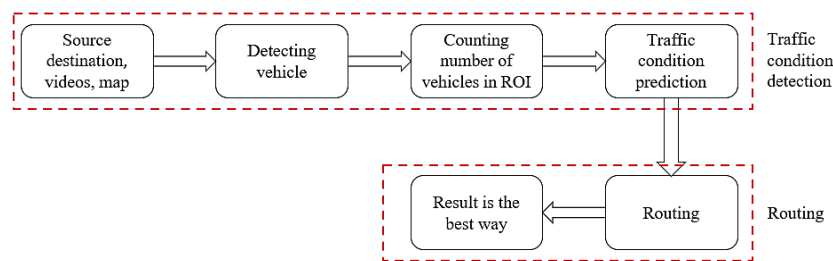 Source
destination,
videos, map
Detecting
vehicle
Counting
number of
vehicles in ROI
Traffic
condition
prediction
Traffic
condition
detection
Result is the
best way
Routing
Routing